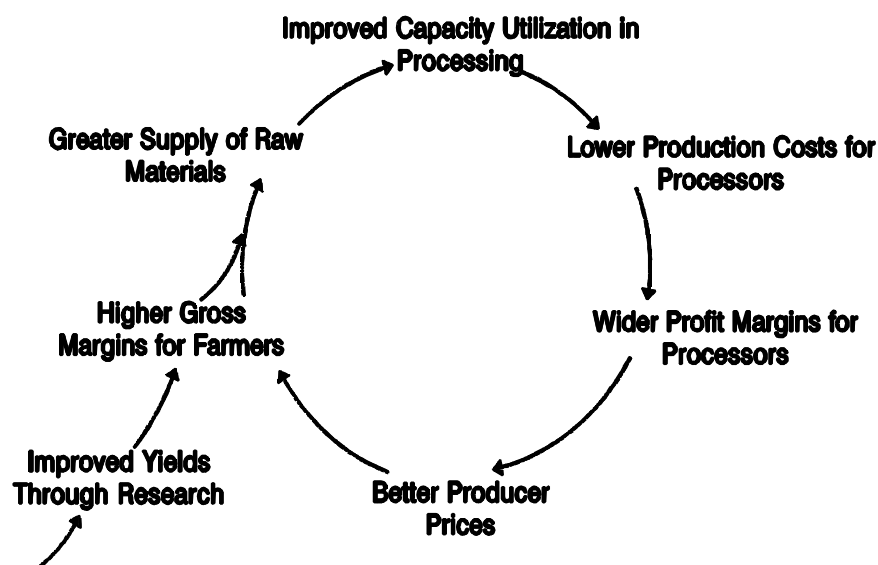 Improved Capacity Utilization in
Processing
Greater Supply of Raw
Materials
Lower Production Costs for
Processors
Higher Gross
Margins for Farmers
Wider Profit Margins for
Processors
Improved Yields
Through Research
Better Producer
Prices